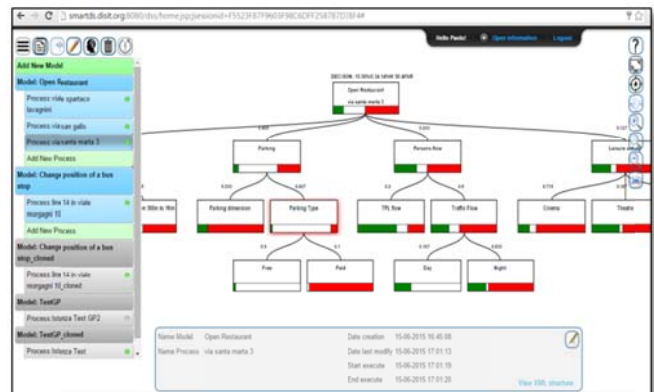 smartds.disit.org:8080/dss/home.jsp;jsessionid=F5523FB7F9603F98C6DFF258787D38F4#
Hello Paolo!
Open information
Logout
Add New Model
Model: Open Restaurant
Process: viale spartaco
lavagnini
Process: via san gallo
Process: via santa marta 3
Add New Process
Model: Change position of a bus
stop
Process: line 14 in viale
morgagni 10
Add New Process
Model: Change position of a bus
stop_cloned
Process: line 14 in viale
morgagni 10_cloned
Model: TestGP
Process: Istanza Test GP2
Model: TestGP_cloned
Process: Istanza Test
Open Restaurant
via santa marta 3
Parking
Persons flow
Parking dimension
Parking Type
TPL flow
Traffic Flow
Cinema
Theatre
Free
Paid
Day
Night
Name Model Open Restaurant
Date creation 15-06-2015 16:45:08
Name Process via santa marta 3
Date last modify 15-06-2015 17:01:13
Start execute 15-06-2015 17:01:19
End execute 15-06-2015 17:01:20
View XML structure